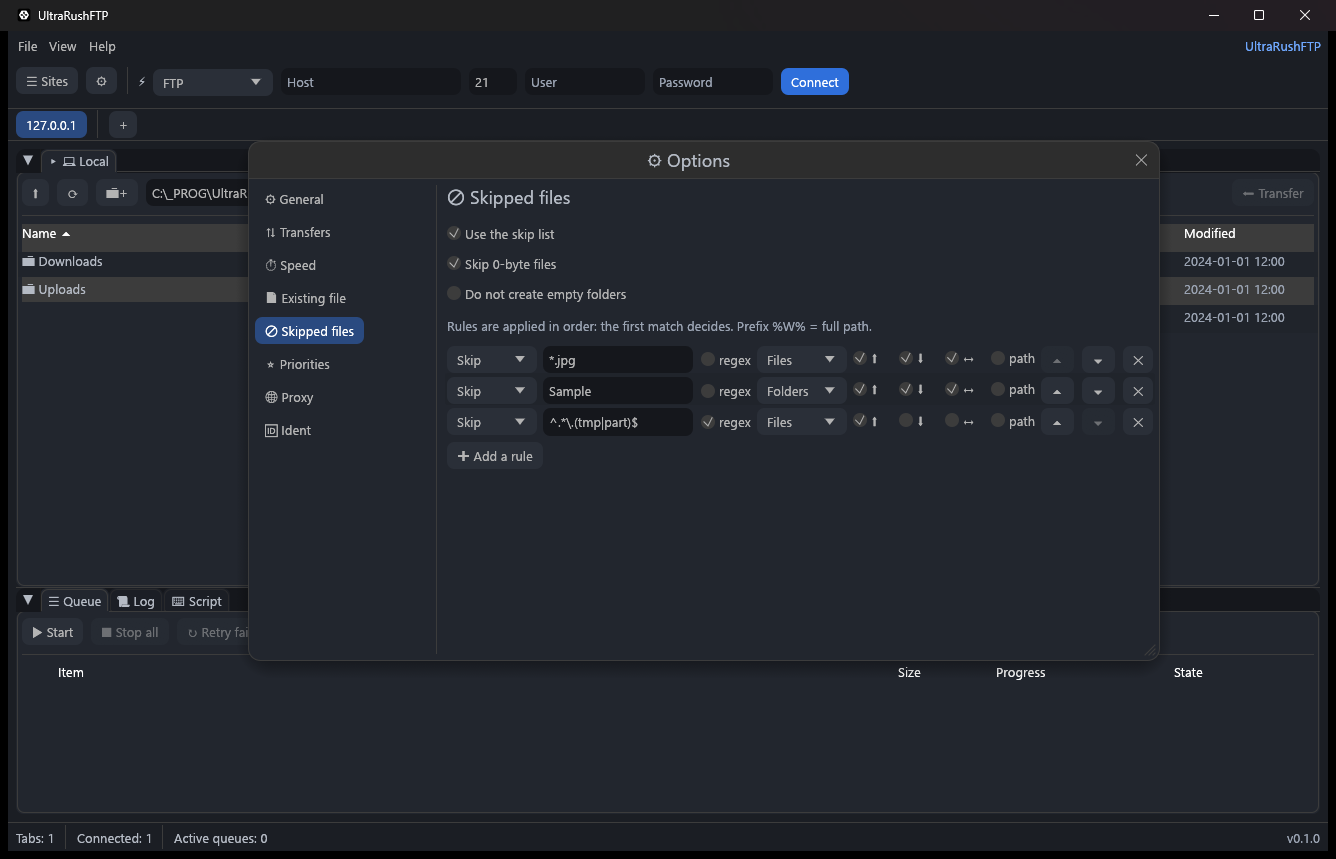 UltraRushFTP
File View Help UltraRushFTP
Sites FTP Host 21 User Password Connect
127.0.0.1 +
Local Options
C:\_PROG\UltraR Transfer
General Skipped files
Transfers Use the skip list
Name Modified
Speed Skip 0-byte files
Downloads 2024-01-01 12:00
Existing file Do not create empty folders
Uploads 2024-01-01 12:00
Skipped files Rules are applied in order: the first match decides. Prefix %W% = full path.
2024-01-01 12:00
Priorities Skip *.jpg regex Files ⬆ ⬇ ↔ path
Proxy Skip Sample regex Folders ⬆ ⬇ ↔ path
Ident Skip ^.*\.(tmp|part)$ regex Files ⬆ ⬇ ↔ path
+ Add a rule
Queue Log Script
Start Stop all Retry fai
Item Size Progress State
Tabs: 1 Connected: 1 Active queues: 0 v0.1.0